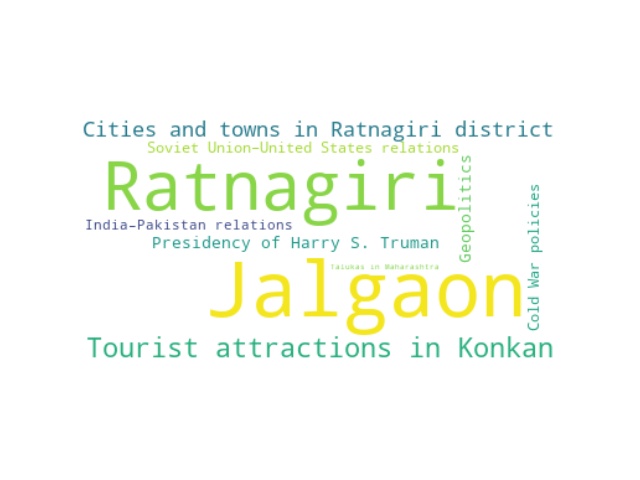 Cities and towns in Ratnagiri district
Soviet Union–United States relations
Ratnagiri
Geopolitics
India–Pakistan relations
Presidency of Harry S. Truman
Cold War policies
Talukas in Maharashtra
Jalgaon
Tourist attractions in Konkan